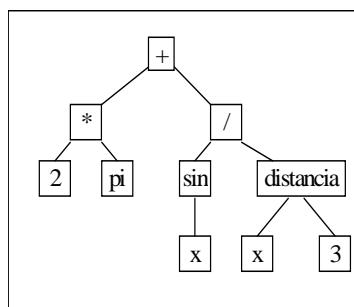 +
* /
2 pi sin distancia
x x 3